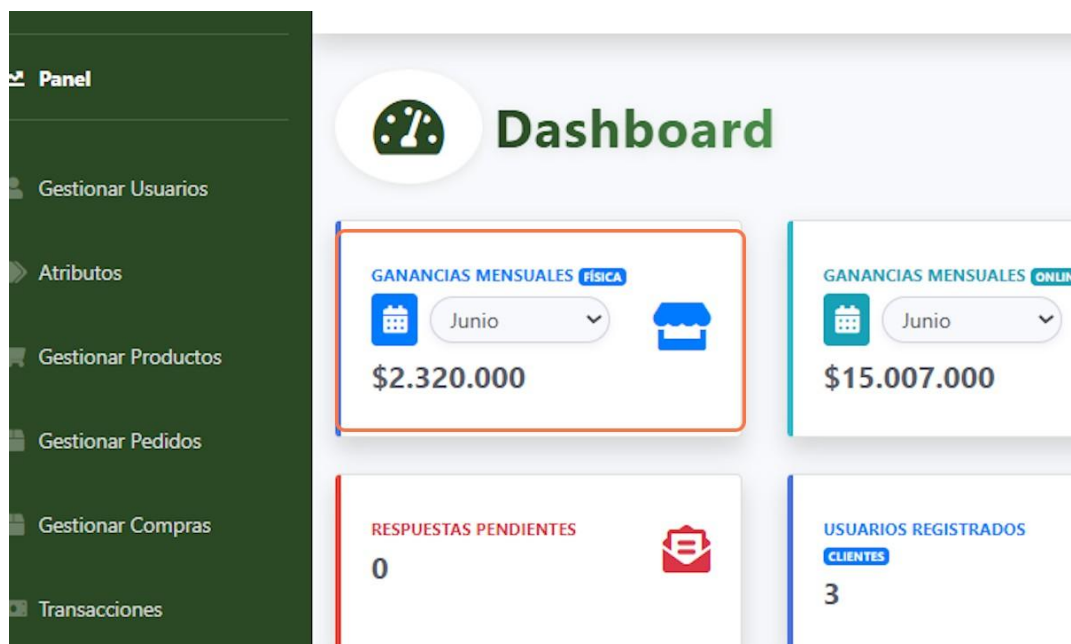 Panel
Gestionar Usuarios
Atributos
Gestionar Productos
Gestionar Pedidos
Gestionar Compras
Transacciones
Dashboard
GANANCIAS MENSUALES FÍSICA
Junio
$2.320.000
GANANCIAS MENSUALES
Junio
$15.007.000
RESPUESTAS PENDIENTES
0
USUARIOS REGISTRADOS
CLIENTES
3